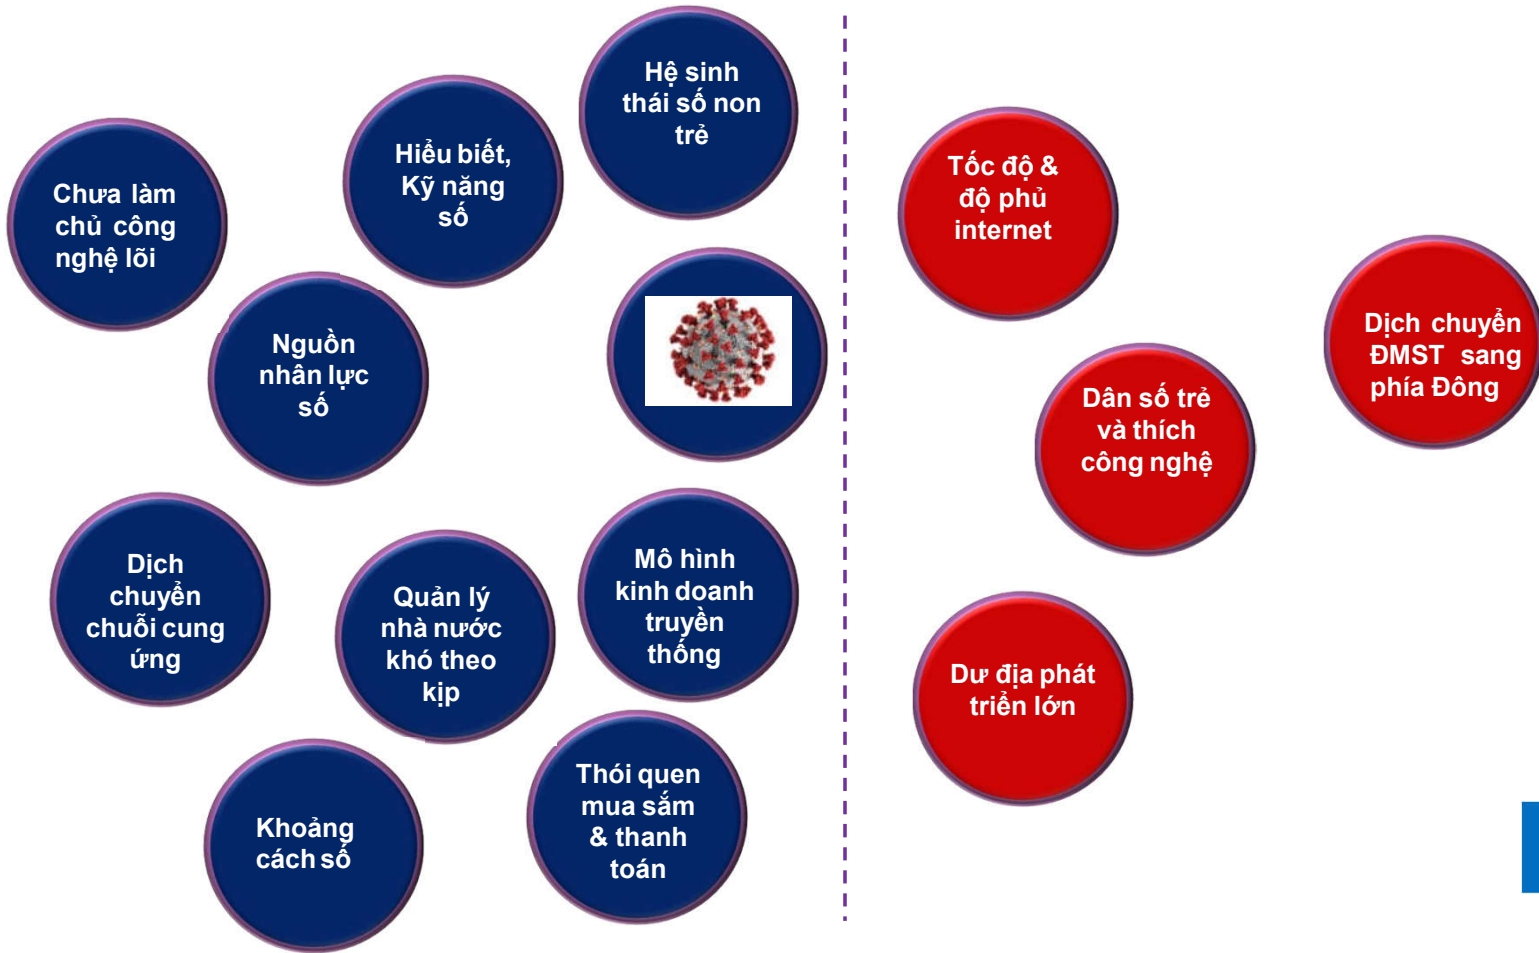 Hệ sinh
thái số non
trẻ
Hiểu biết,
Kỹ năng
số
Chưa làm
chủ công
nghệ lõi
Nguồn
nhân lực
số
Dịch
chuyển
chuỗi cung
ứng
Quản lý
nhà nước
khó theo
kịp
Mô hình
kinh doanh
truyền
thống
Khoảng
cách số
Thói quen
mua sắm
& thanh
toán
Tốc độ &
độ phủ
internet
Dịch chuyển
ĐMST sang
phía Đông
Dân số trẻ
và thích
công nghệ
Dư địa phát
triển lớn